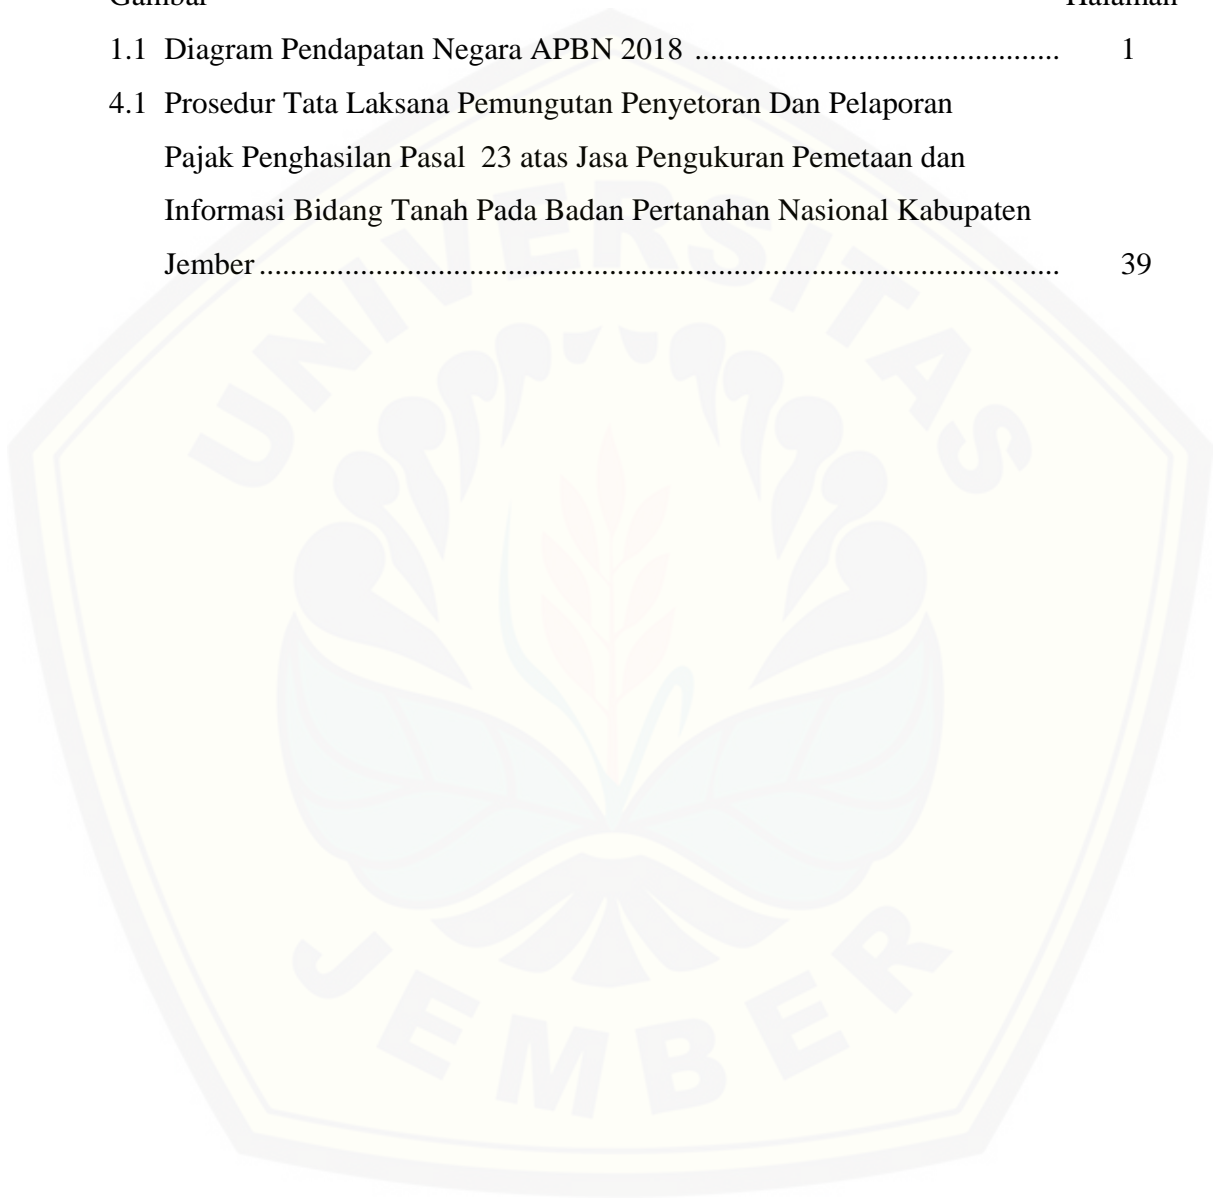 Gambar Halaman
1.1 Diagram Pendapatan Negara APBN 2018 ............................................... 1
4.1 Prosedur Tata Laksana Pemungutan Penyetoran Dan Pelaporan
Pajak Penghasilan Pasal 23 atas Jasa Pengukuran Pemetaan dan
Informasi Bidang Tanah Pada Badan Pertanahan Nasional Kabupaten
Jember ....................................................................................................... 39
UNIVERSITAS
JEMBER